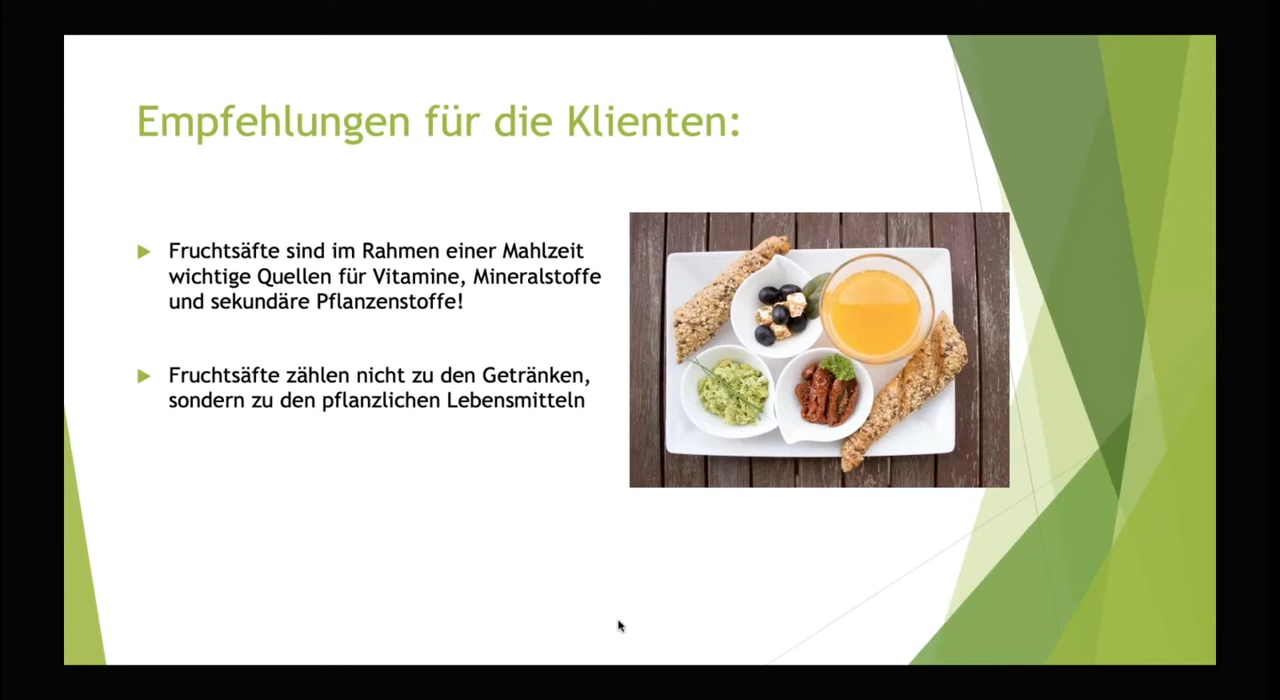 Empfehlungen für die Klienten:
Fruchtsäfte sind im Rahmen einer Mahlzeit
wichtige Quellen für Vitamine, Mineralstoffe
und sekundäre Pflanzenstoffe!
Fruchtsäfte zählen nicht zu den Getränken,
sondern zu den pflanzlichen Lebensmitteln